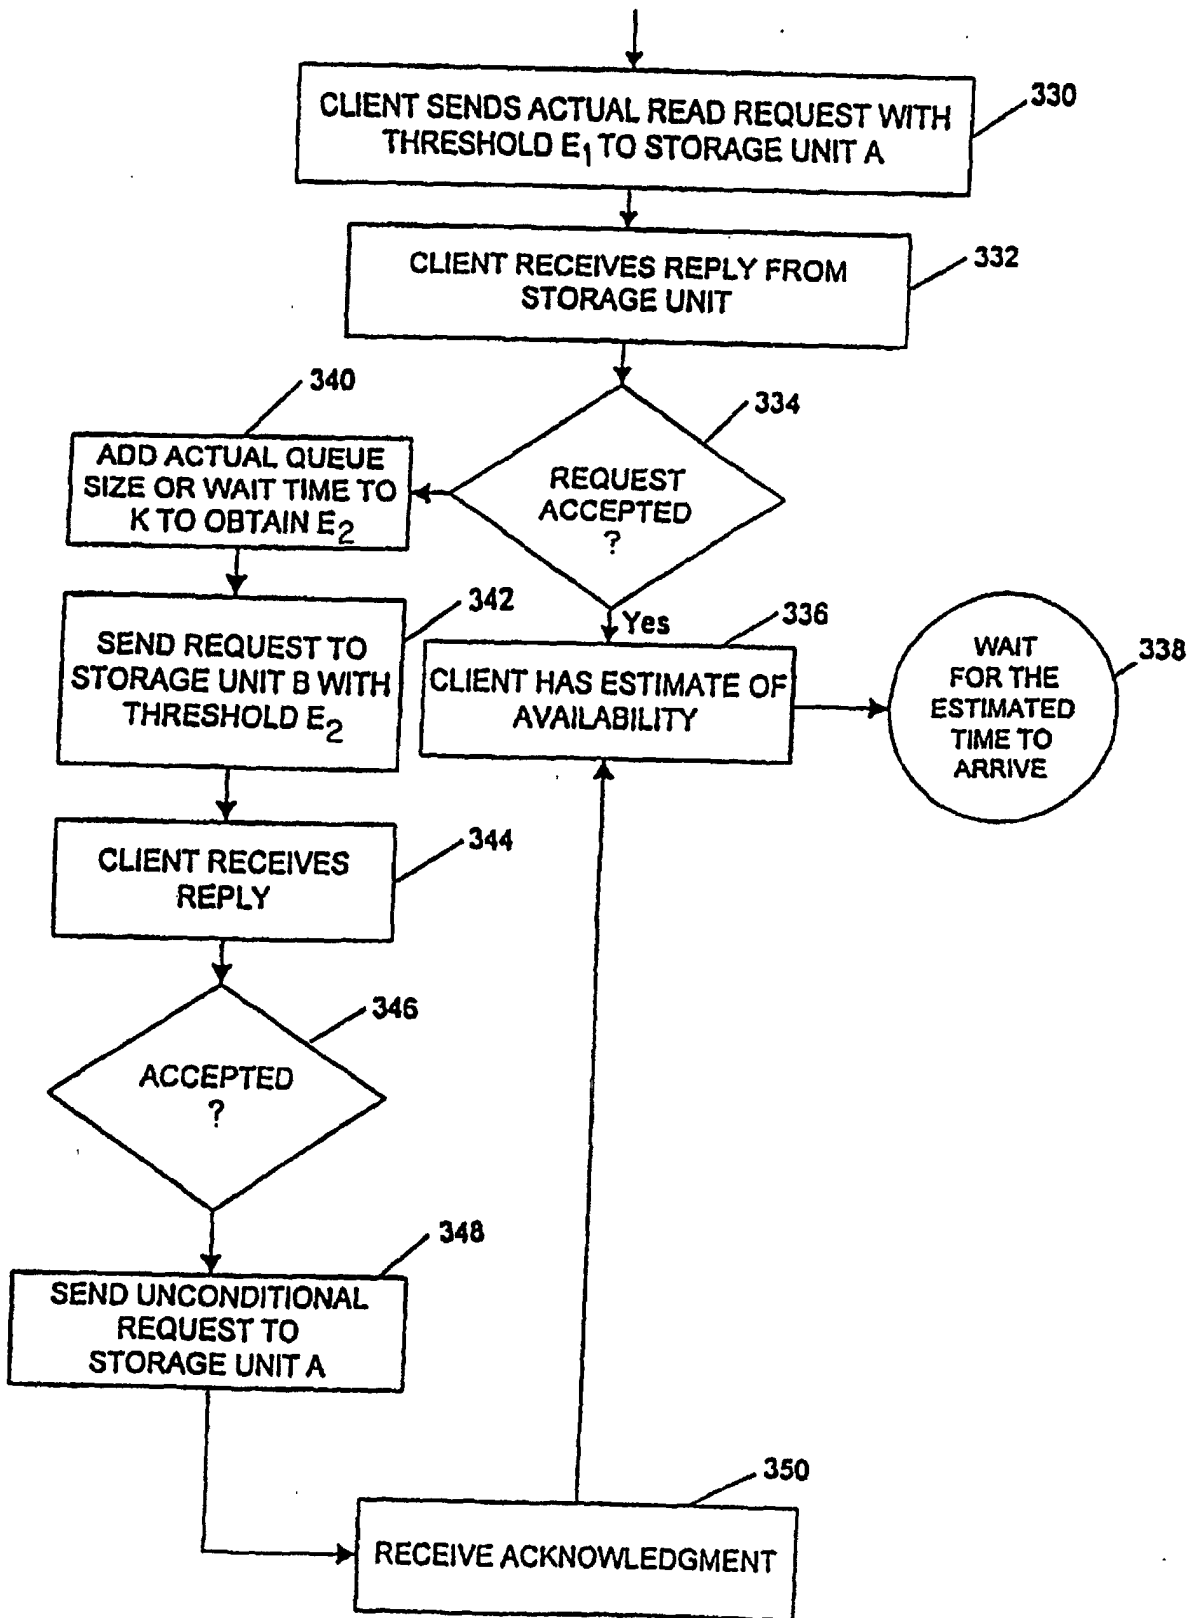 CLIENT SENDS ACTUAL READ REQUEST WITH
THRESHOLD E1 TO STORAGE UNIT A
330
CLIENT RECEIVES REPLY FROM
STORAGE UNIT
332
340
334
ADD ACTUAL QUEUE
SIZE OR WAIT TIME TO
K TO OBTAIN E2
REQUEST
ACCEPTED
?
342
Yes
336
SEND REQUEST TO
STORAGE UNIT B WITH
THRESHOLD E2
CLIENT HAS ESTIMATE OF
AVAILABILITY
WAIT
FOR THE
ESTIMATED
TIME TO
ARRIVE
338
344
CLIENT RECEIVES
REPLY
346
ACCEPTED
?
348
SEND UNCONDITIONAL
REQUEST TO
STORAGE UNIT A
350
RECEIVE ACKNOWLEDGMENT